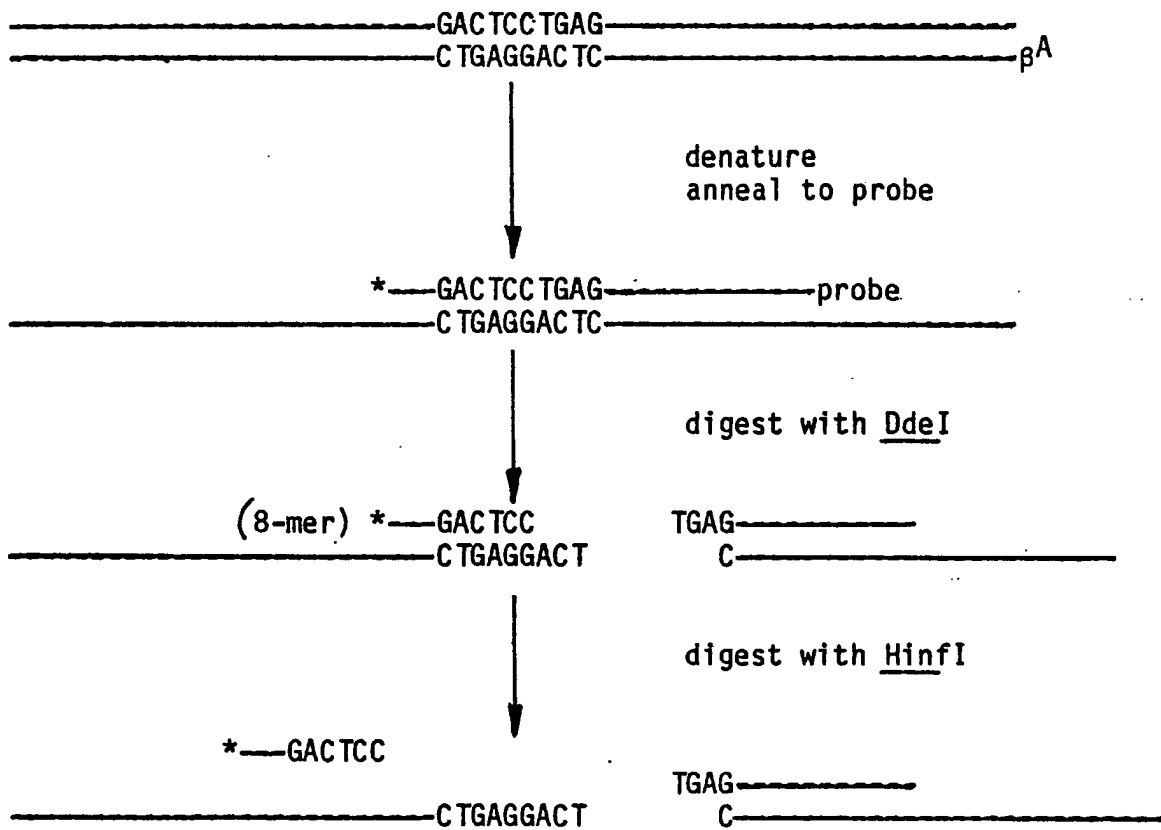 GACTCCTGAG
CTGAGGACTC βA
denature
anneal to probe
* GACTCCTGAG probe
CTGAGGACTC
digest with DdeI
(8-mer) * GACTCC TGAG
CTGAGGACT C
digest with HinfI
* GACTCC
TGAG
CTGAGGACT C